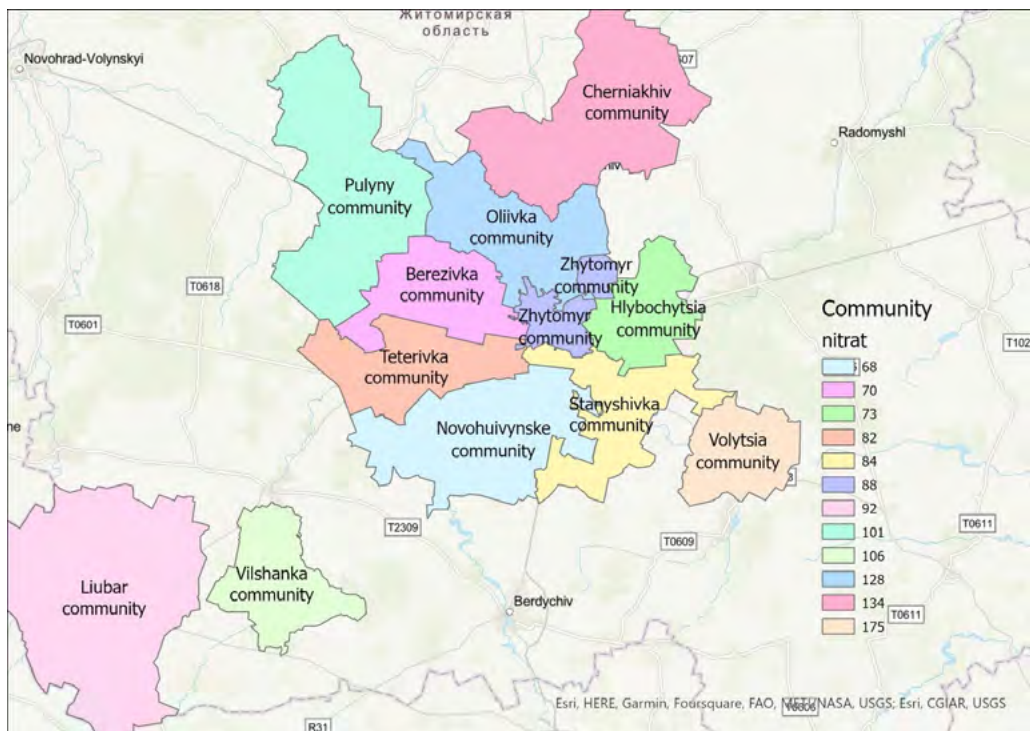 Житомирская
область
Novohrad-Volynskyi
Cherniakhiv
community
Radomyshl
Pulyny
community
Oliivka
community
Zhytomyr
community
Berezivka
community
T0618
Hlybochytsia
community
Zhytomyr
community
T0601
Teterivka
community
Stanyshivka
community
Novohuivynske
community
Volytsia
community
T2309
T0609
T0611
Liubar
community
Vilshanka
community
Berdychiv
T0611
R31
Community
nitrat
68
70
73
82
84
88
92
101
106
128
134
175
T102
Esri, HERE, Garmin, Foursquare, FAO, METI/NASA, USGS; Esri, CGIAR, USGS